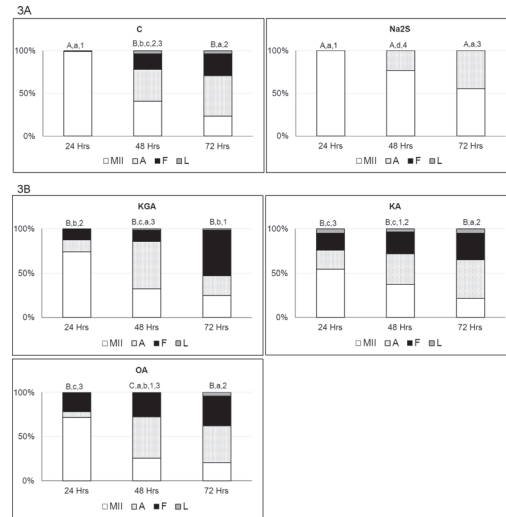 3A
C
A,a,1 B,b,c,2,3 B,a,2
100%
50%
0%
24 Hrs 48 Hrs 72 Hrs
□MII □A ■F ■L
Na2S
A,a,1 A,d,4 A,a,3
100%
50%
0%
24 Hrs 48 Hrs 72 Hrs
□MII □A ■F ■L
3B
KGA
B,b,2 B,c,a,3 B,b,1
100%
50%
0%
24 Hrs 48 Hrs 72 Hrs
□MII □A ■F ■L
KA
B,c,3 B,c,1,2 B,a,2
100%
50%
0%
24 Hrs 48 Hrs 72 Hrs
□MII □A ■F ■L
OA
B,c,3 C,a,b,1,3 B,a,2
100%
50%
0%
24 Hrs 48 Hrs 72 Hrs
□MII □A ■F ■L